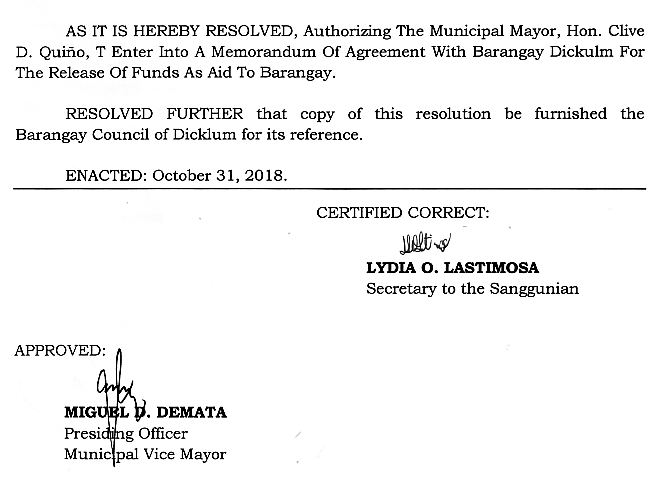 AS IT IS HEREBY RESOLVED, Authorizing The Municipal Mayor, Hon. Clive
D. Quiño, T Enter Into A Memorandum Of Agreement With Barangay Dickulm For
The Release Of Funds As Aid To Barangay.
RESOLVED FURTHER that copy of this resolution be furnished the
Barangay Council of Dicklum for its reference.
ENACTED: October 31, 2018.
CERTIFIED CORRECT:
LYDIA O. LASTIMOSA
Secretary to the Sanggunian
APPROVED:
MIGUEL D. DEMATA
Presiding Officer
Municipal Vice Mayor